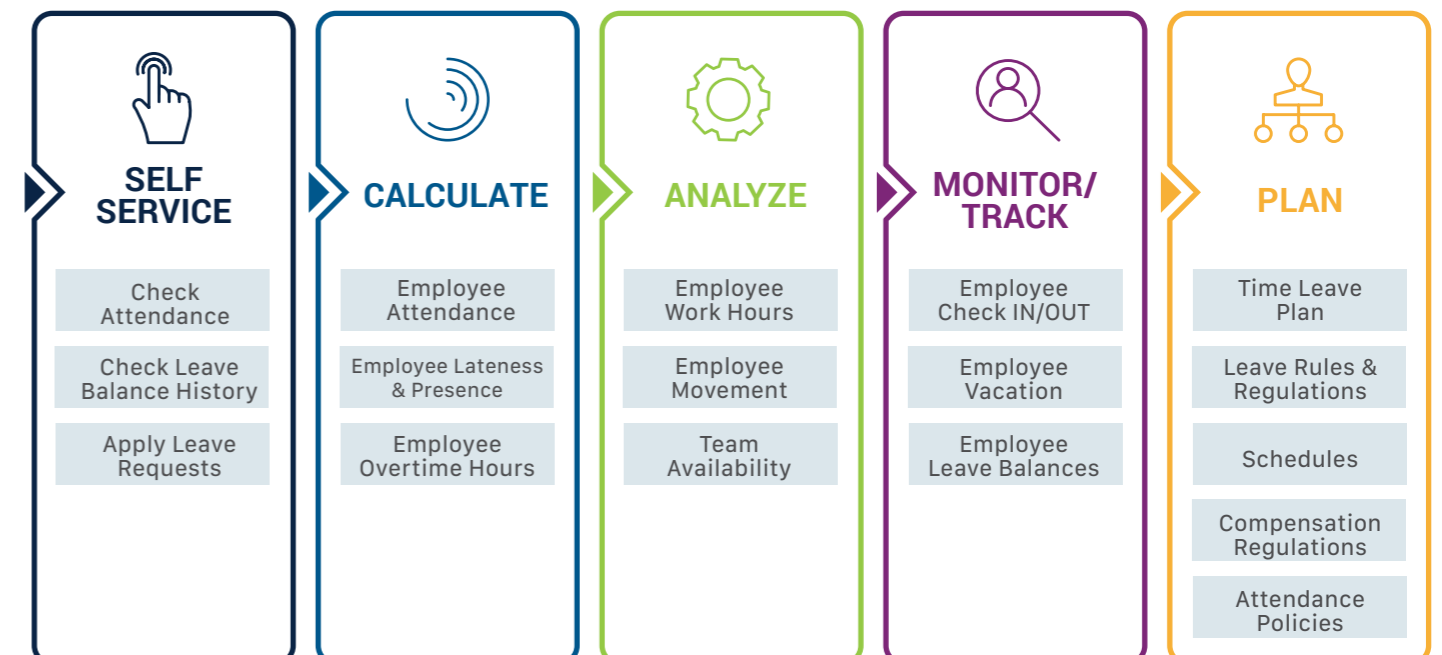 SELF
SERVICE
Check
Attendance
Check Leave
Balance History
Apply Leave
Requests
CALCULATE
Employee
Attendance
Employee Lateness
& Presence
Employee
Overtime Hours
ANALYZE
Employee
Work Hours
Employee
Movement
Team
Availability
MONITOR/
TRACK
Employee
Check IN/OUT
Employee
Vacation
Employee
Leave Balances
PLAN
Time Leave
Plan
Leave Rules &
Regulations
Schedules
Compensation
Regulations
Attendance
Policies